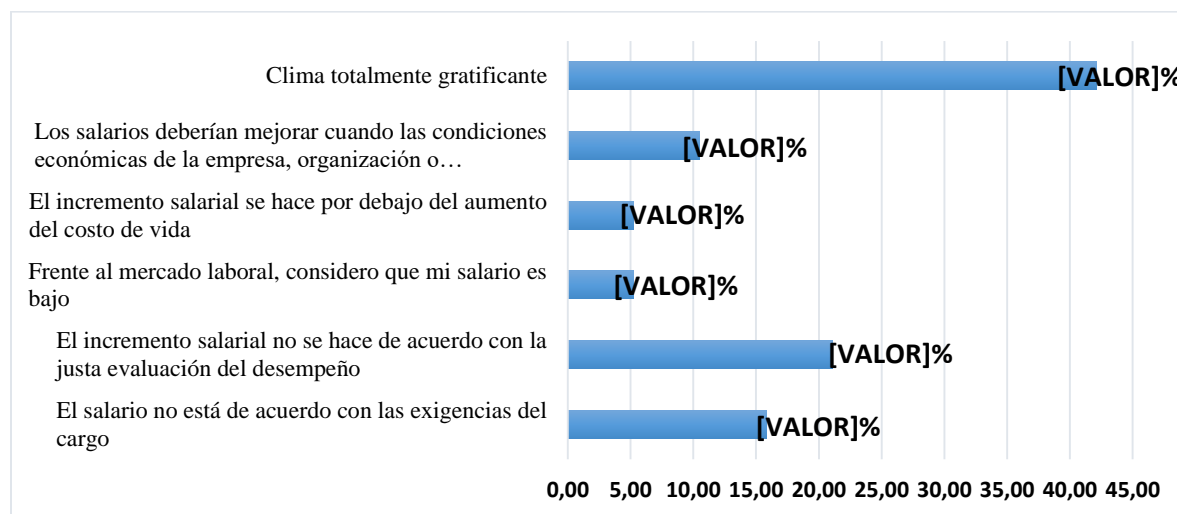 Clima totalmente gratificante
[VALOR]%
Los salarios deberían mejorar cuando las condiciones
económicas de la empresa, organización o…
[VALOR]%
El incremento salarial se hace por debajo del aumento
del costo de vida
[VALOR]%
Frente al mercado laboral, considero que mi salario es
bajo
[VALOR]%
El incremento salarial no se hace de acuerdo con la
justa evaluación del desempeño
[VALOR]%
El salario no está de acuerdo con las exigencias del
cargo
[VALOR]%
0,00 5,00 10,00 15,00 20,00 25,00 30,00 35,00 40,00 45,00